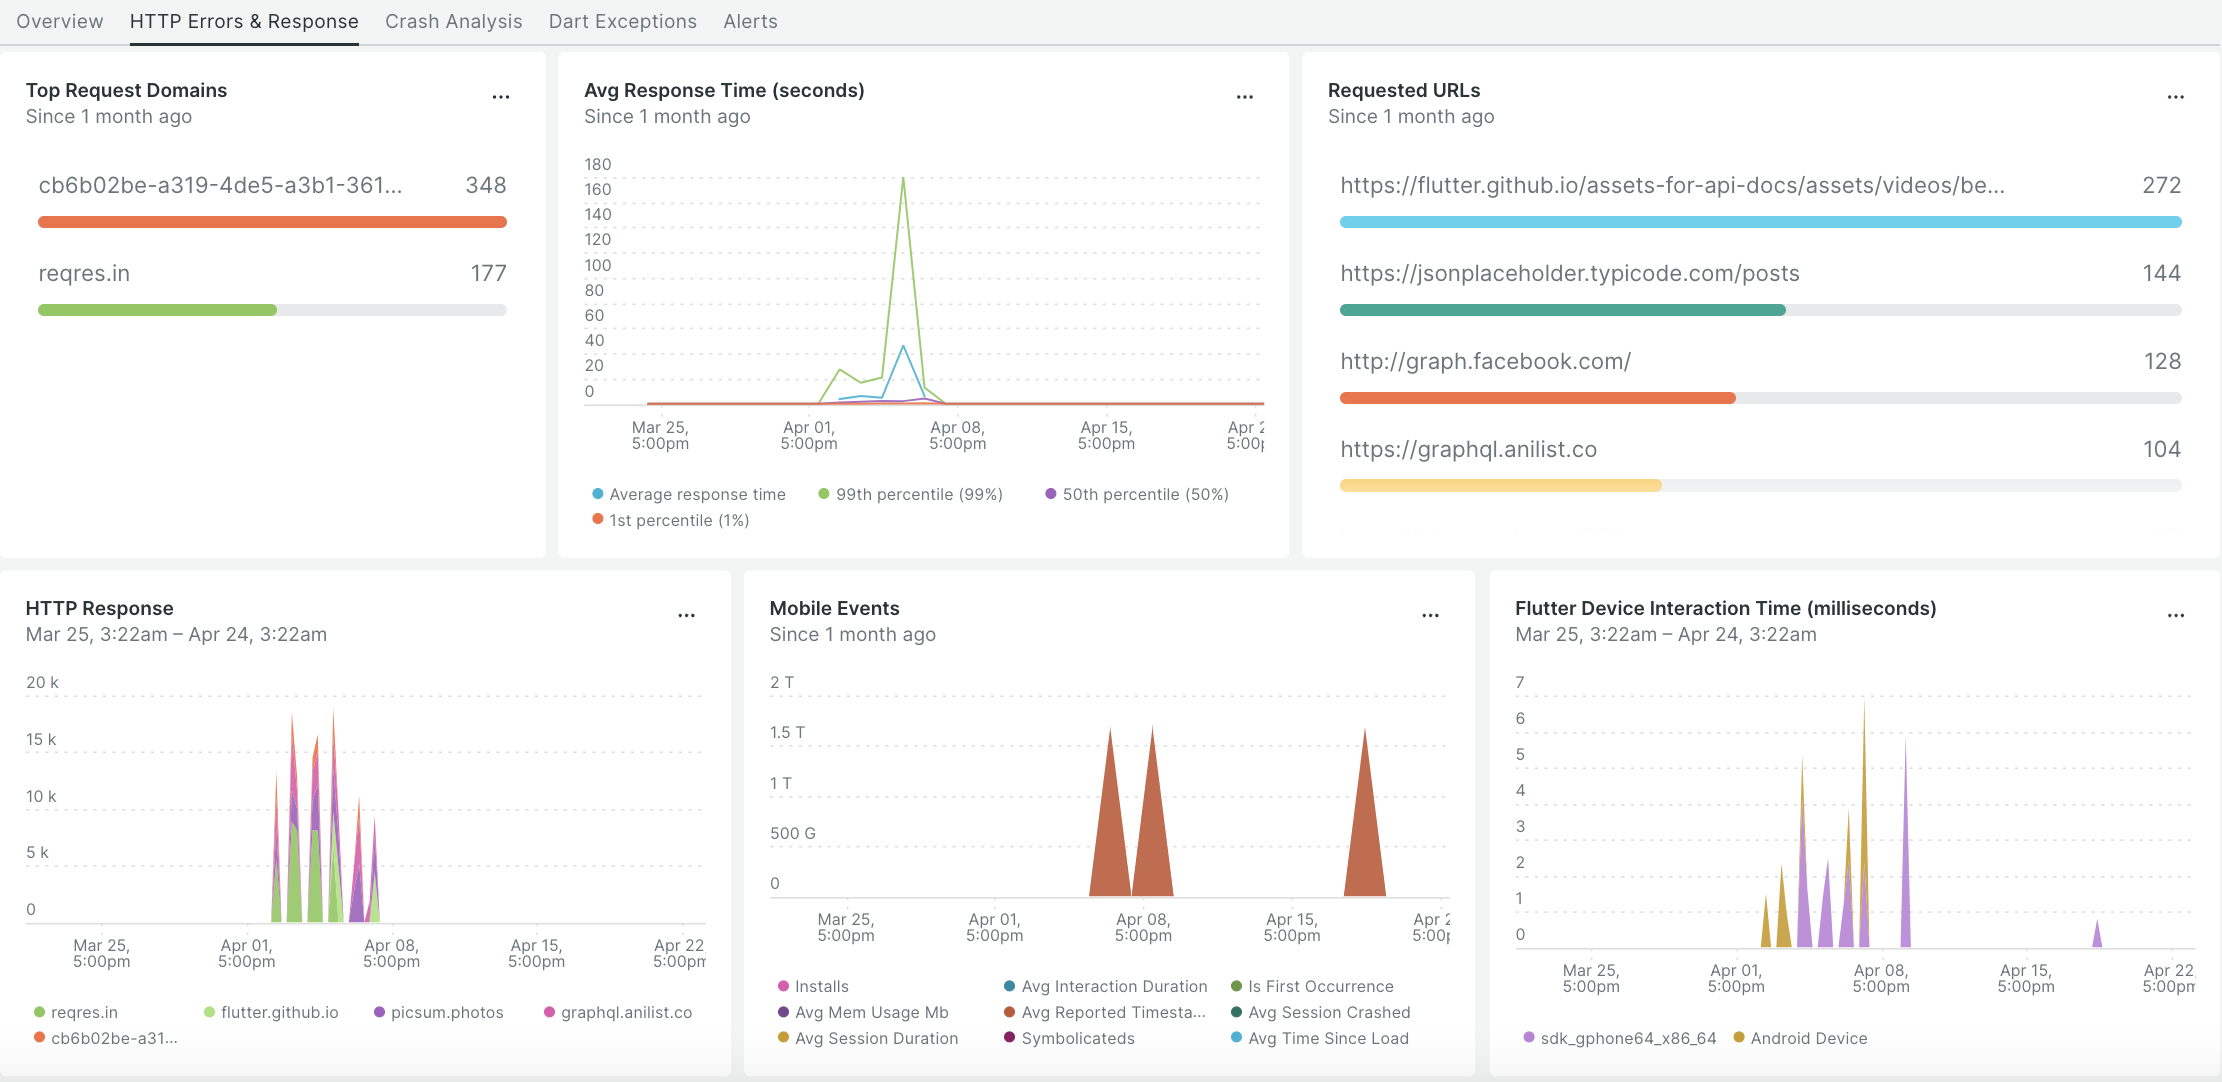 Overview HTTP Errors & Response Crash Analysis Dart Exceptions Alerts
Top Request Domains
...
Since 1 month ago
cb6b02be-a319-4de5-a3b1-361... 348
reqres.in 177
Avg Response Time (seconds)
...
Since 1 month ago
180
160
140
120
100
80
60
40
20
0
Mar 25, 5:00pm
Apr 01, 5:00pm
Apr 08, 5:00pm
Apr 15, 5:00pm
Apr 2 5:00p
Average response time 99th percentile (99%) 50th percentile (50%)
1st percentile (1%)
Requested URLs
...
Since 1 month ago
https://flutter.github.io/assets-for-api-docs/assets/videos/be... 272
https://jsonplaceholder.typicode.com/posts 144
http://graph.facebook.com/ 128
https://graphql.anilist.co 104
HTTP Response
...
Mar 25, 3:22am – Apr 24, 3:22am
20 k
15 k
10 k
5 k
0
Mar 25, 5:00pm
Apr 01, 5:00pm
Apr 08, 5:00pm
Apr 15, 5:00pm
Apr 22 5:00pm
reqres.in flutter.github.io picsum.photos graphql.anilist.co
cb6b02be-a31...
Mobile Events
...
Since 1 month ago
2 T
1.5 T
1 T
500 G
0
Mar 25, 5:00pm
Apr 01, 5:00pm
Apr 08, 5:00pm
Apr 15, 5:00pm
Apr 2 5:00p
Installs Avg Interaction Duration Is First Occurrence
Avg Mem Usage Mb Avg Reported Timesta... Avg Session Crashed
Avg Session Duration Symbolicateds Avg Time Since Load
Flutter Device Interaction Time (milliseconds)
...
Mar 25, 3:22am – Apr 24, 3:22am
7
6
5
4
3
2
1
0
Mar 25, 5:00pm
Apr 01, 5:00pm
Apr 08, 5:00pm
Apr 15, 5:00pm
Apr 22, 5:00pm
sdk_gphone64_x86_64 Android Device